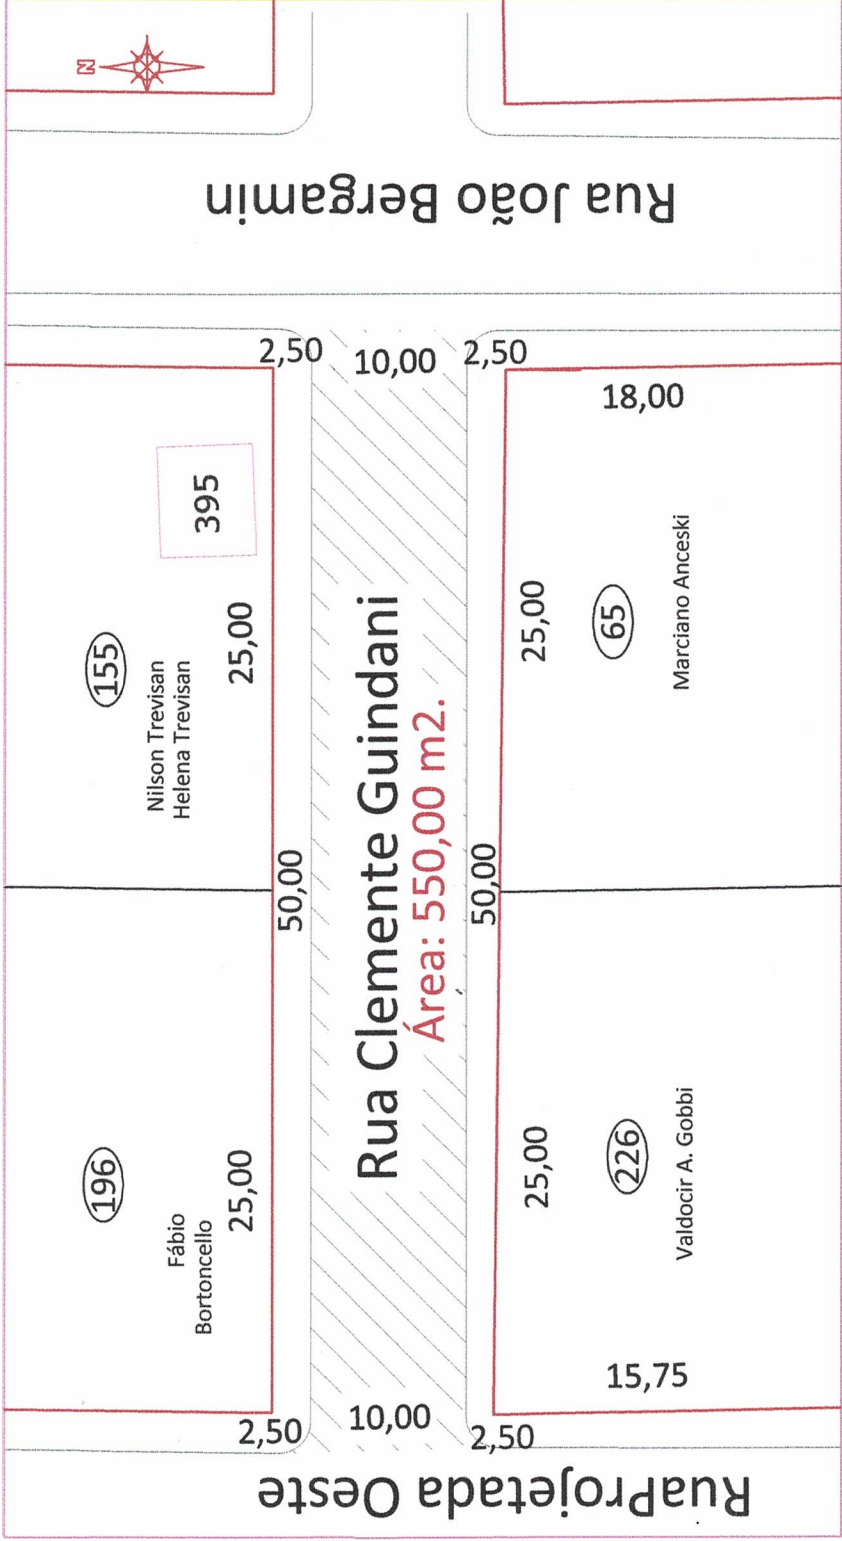 N
Rua João Bergamin
2,50
10,00
2,50
18,00
395
155
Nilson Trevisan
Helena Trevisan
25,00
25,00
65
Marciano Anceski
Rua Clemente Guindani
Área: 550,00 m2.
50,00
50,00
196
Fábio
Bortoncello
25,00
25,00
226
Valdocir A. Gobbi
15,75
2,50
10,00
2,50
RuaProjetada Oeste